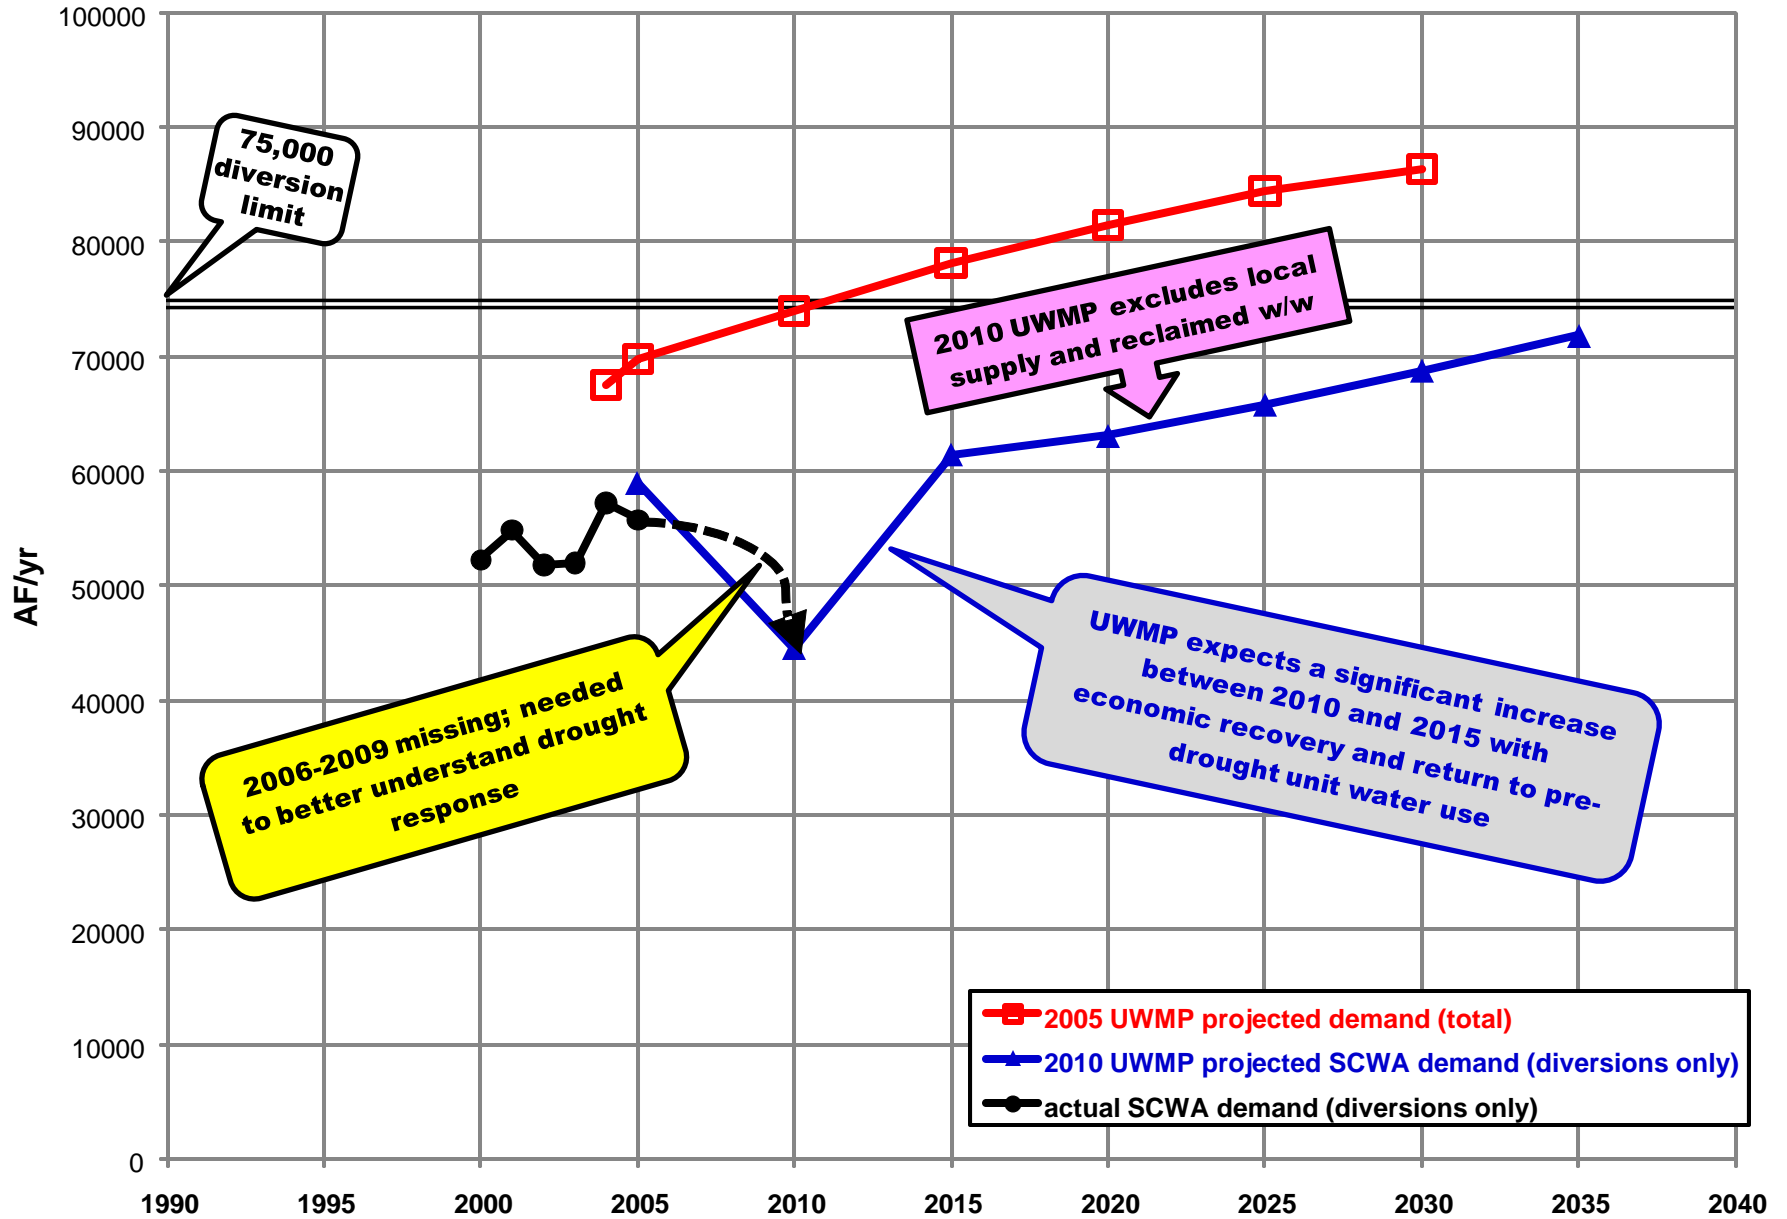 100000
90000
80000
70000
60000
50000
40000
30000
20000
10000
0
AF/yr
1990
1995
2000
2005
2010
2015
2020
2025
2030
2035
2040
75,000
diversion
limit
2010 UWMP excludes local
supply and reclaimed w/w
2006-2009 missing; needed
to better understand drought
response
UWMP expects a significant increase
between 2010 and 2015 with
economic recovery and return to pre-
drought unit water use
2005 UWMP projected demand (total)
2010 UWMP projected SCWA demand (diversions only)
actual SCWA demand (diversions only)